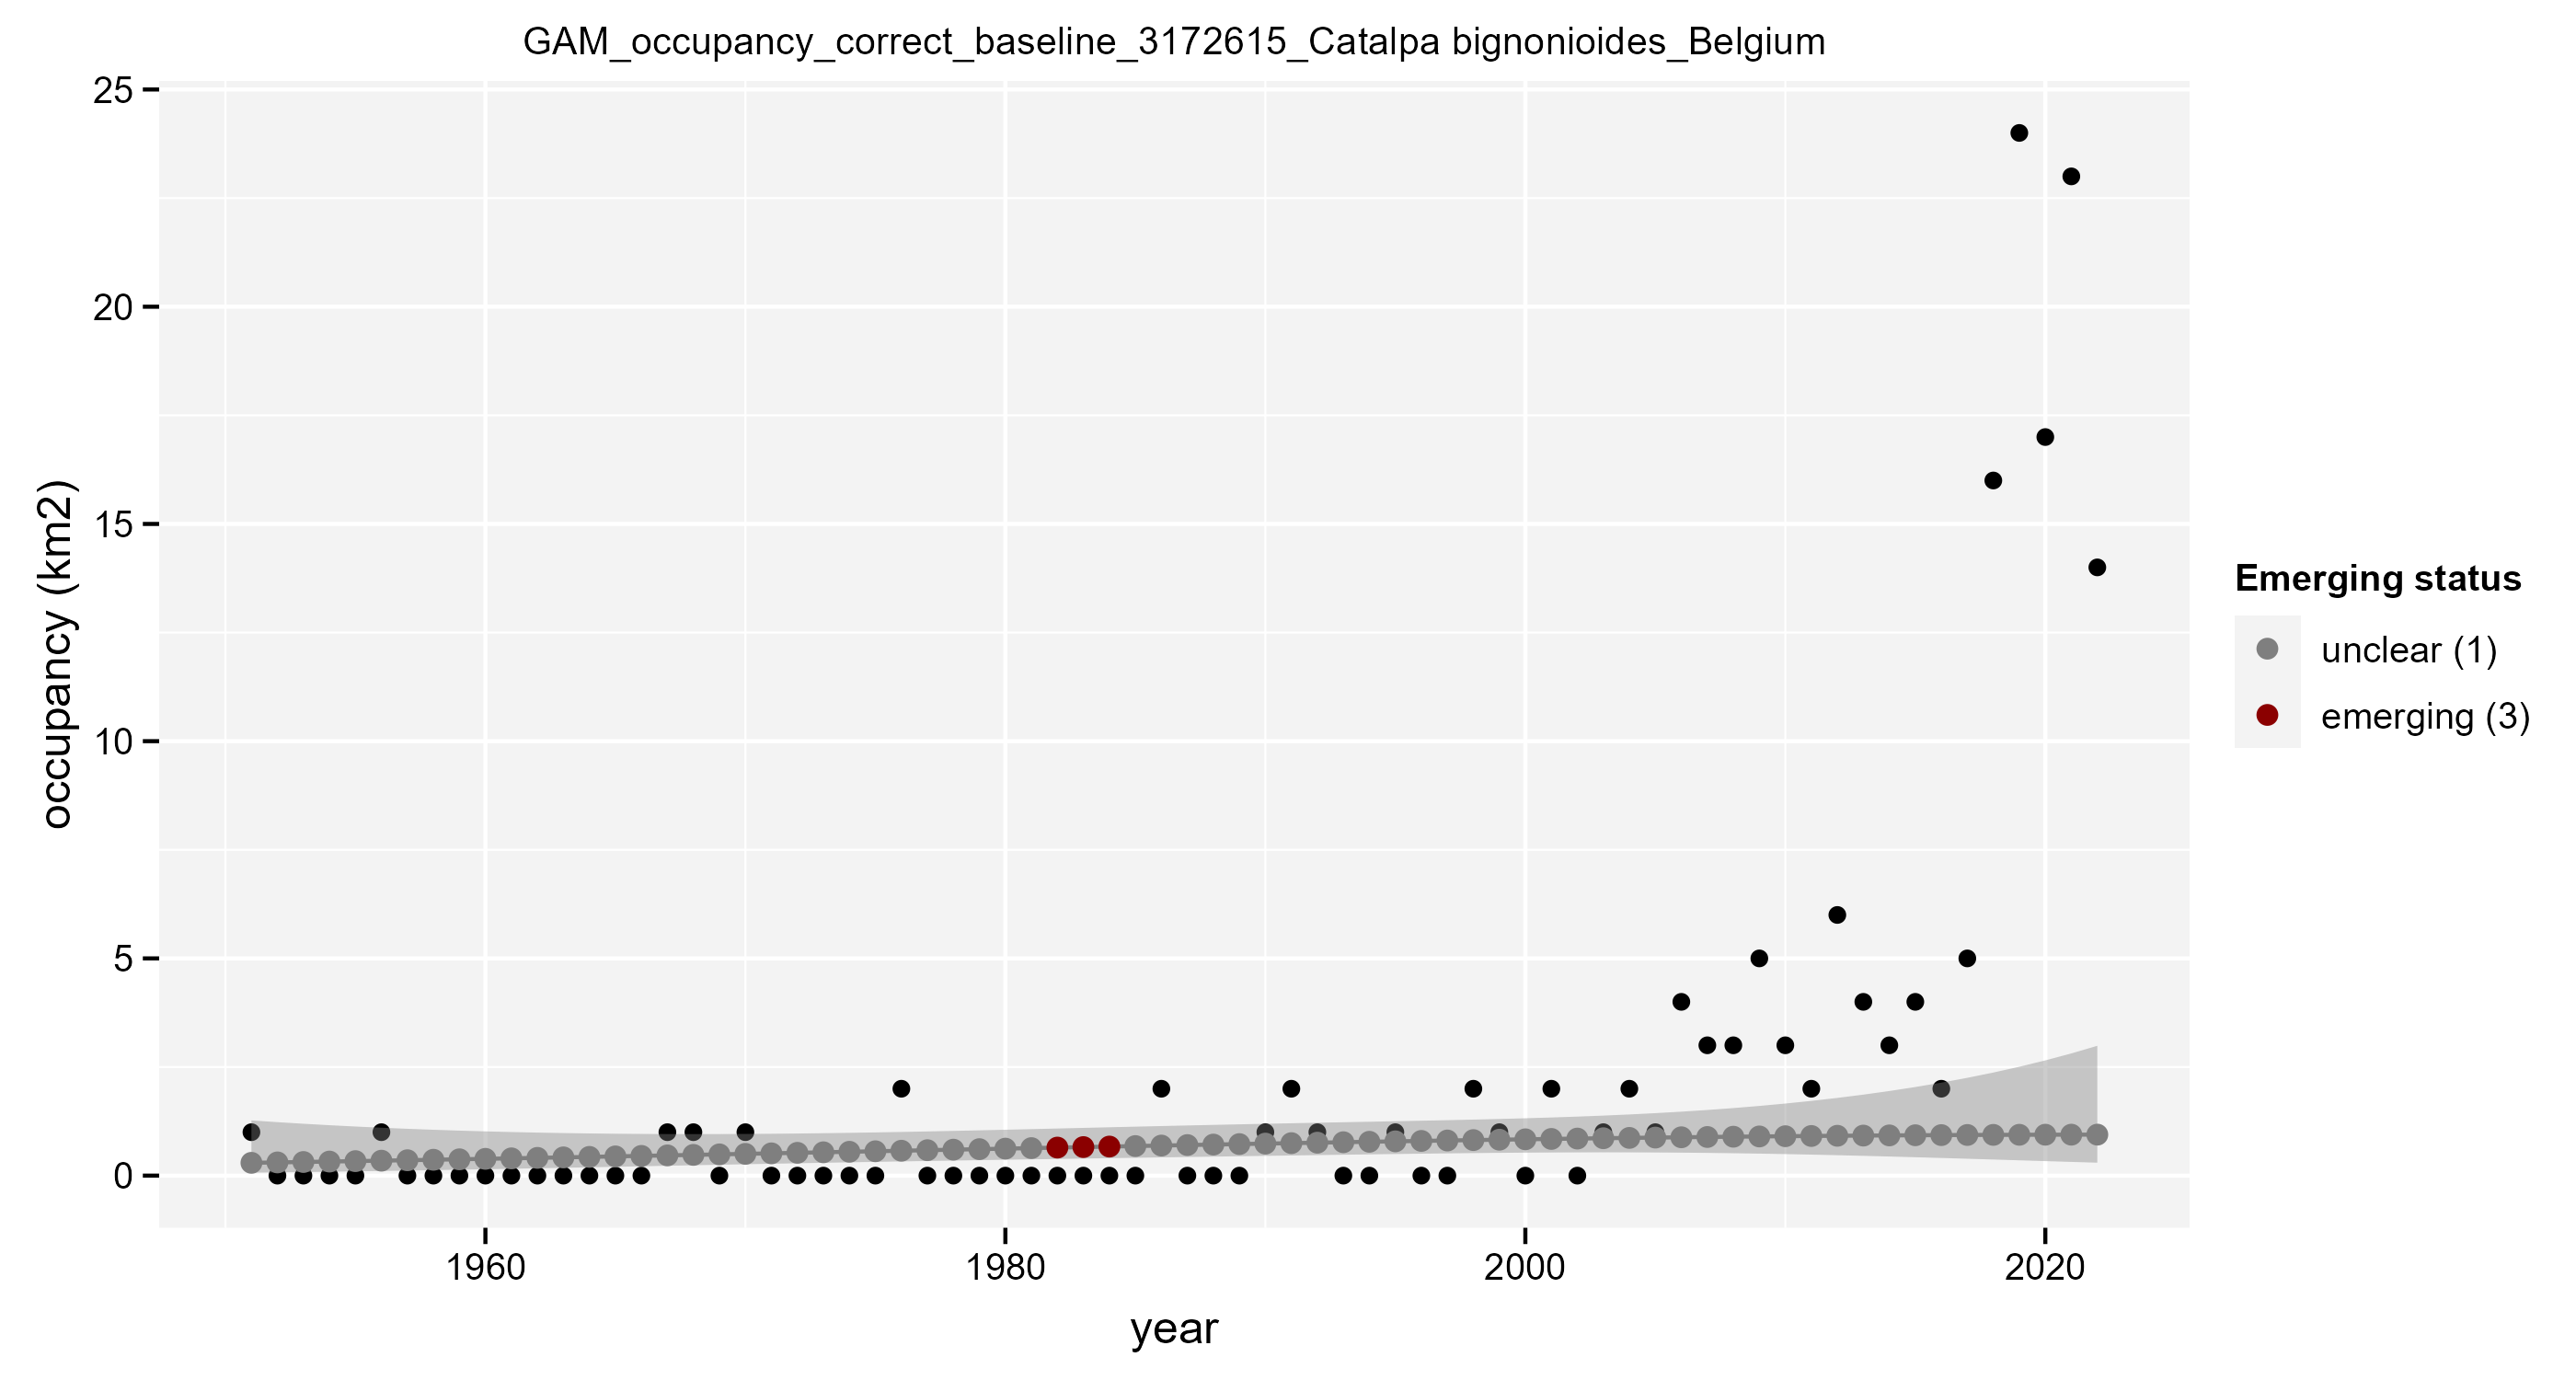 GAM_occupancy_correct_baseline_3172615_Catalpa bignonioides_Belgium
25
20
15
10
5
0
occupancy (km2)
1960
1980
2000
2020
year
Emerging status
unclear (1)
emerging (3)